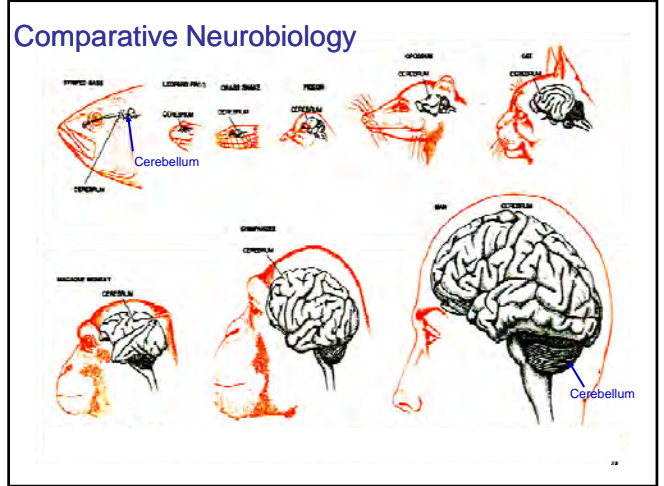 Comparative Neurobiology
OPOSSUM
CAT
STRIPED BASS
LEOPARD FROG
GRASS SNAKE
PIGEON
CEREBRUM
CEREBRUM
CEREBRUM
CEREBRUM
CEREBRUM
CEREBRUM
Cerebellum
CEREBRUM
MAN
CEREBRUM
CHIMPANZEE
CEREBRUM
MACAQUE MONKEY
CEREBRUM
Cerebellum